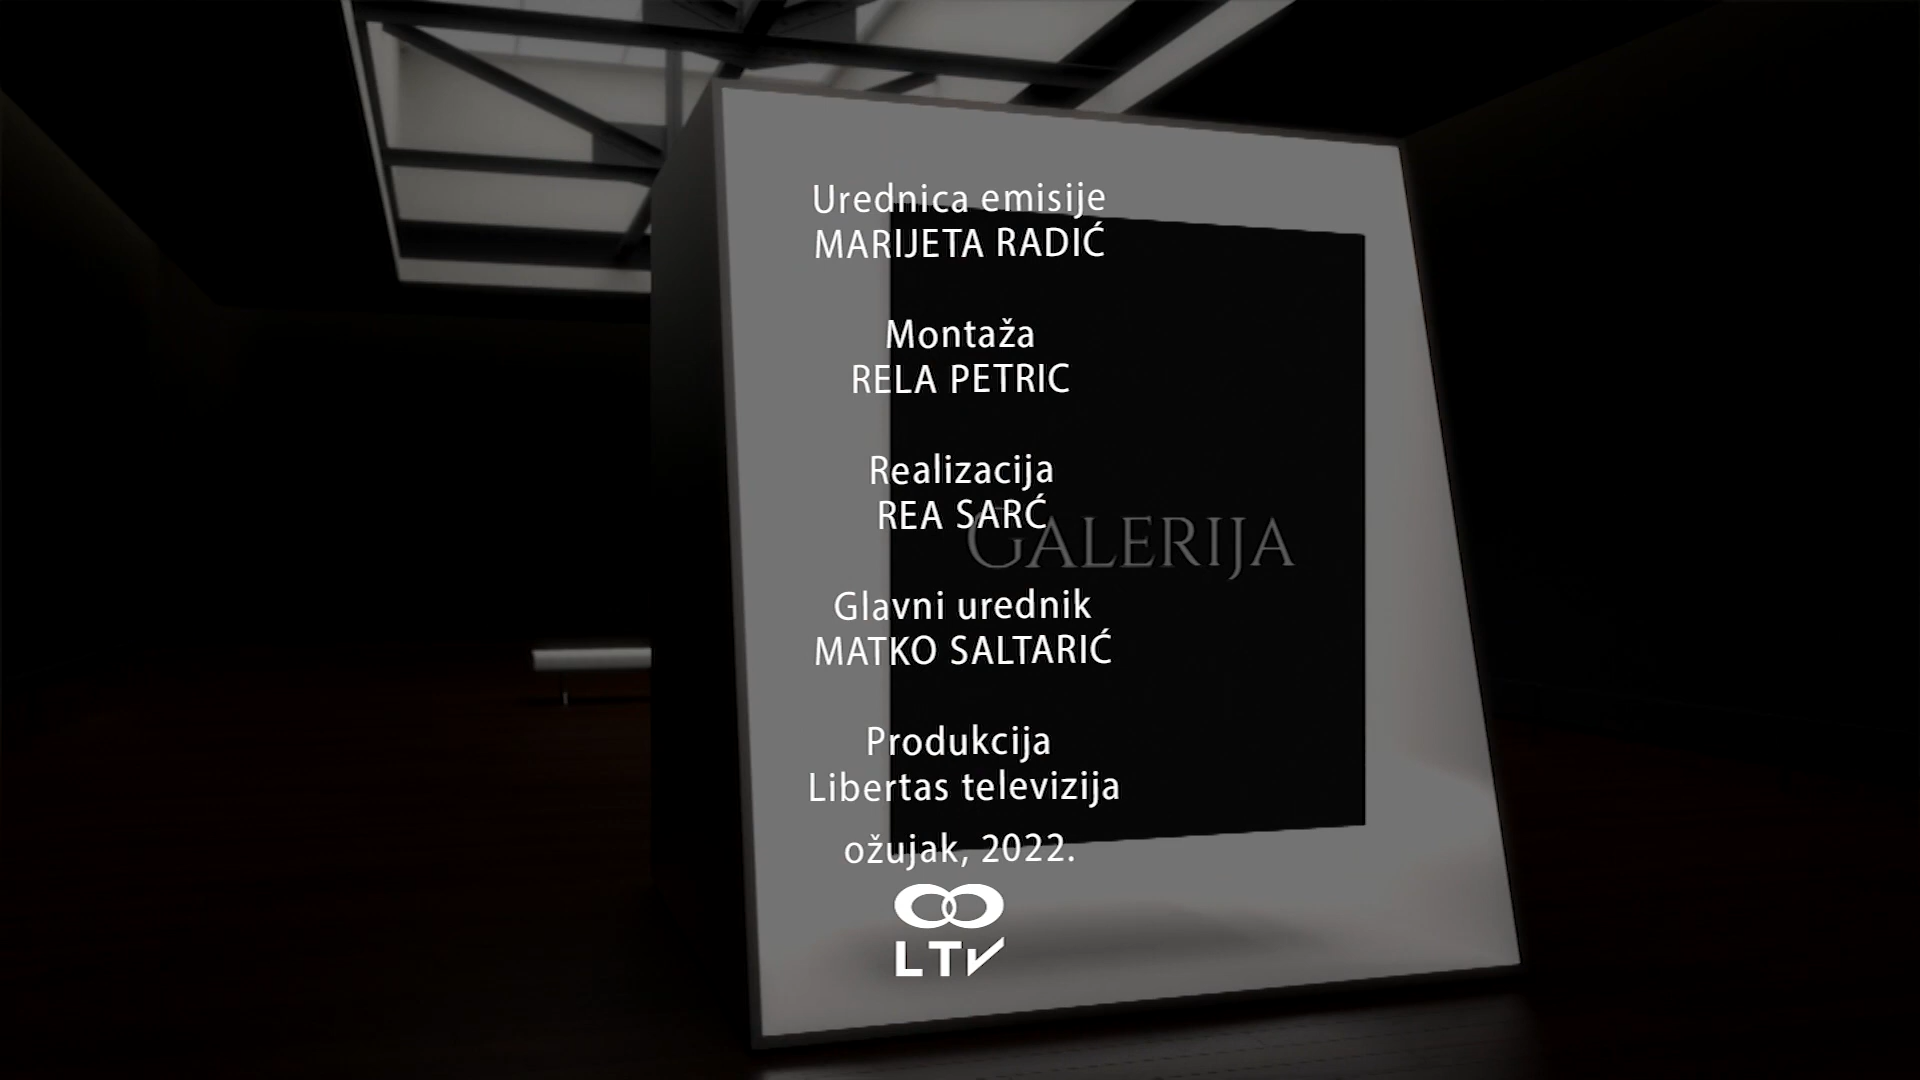 Urednica emisije
MARIJETA RADIĆ
Montaža
RELA PETRIC
Realizacija
REA SARĆ
GALERIJA
Glavni urednik
MATKO SALTARIĆ
Produkcija
Libertas televizija
ožujak, 2022.
LTV